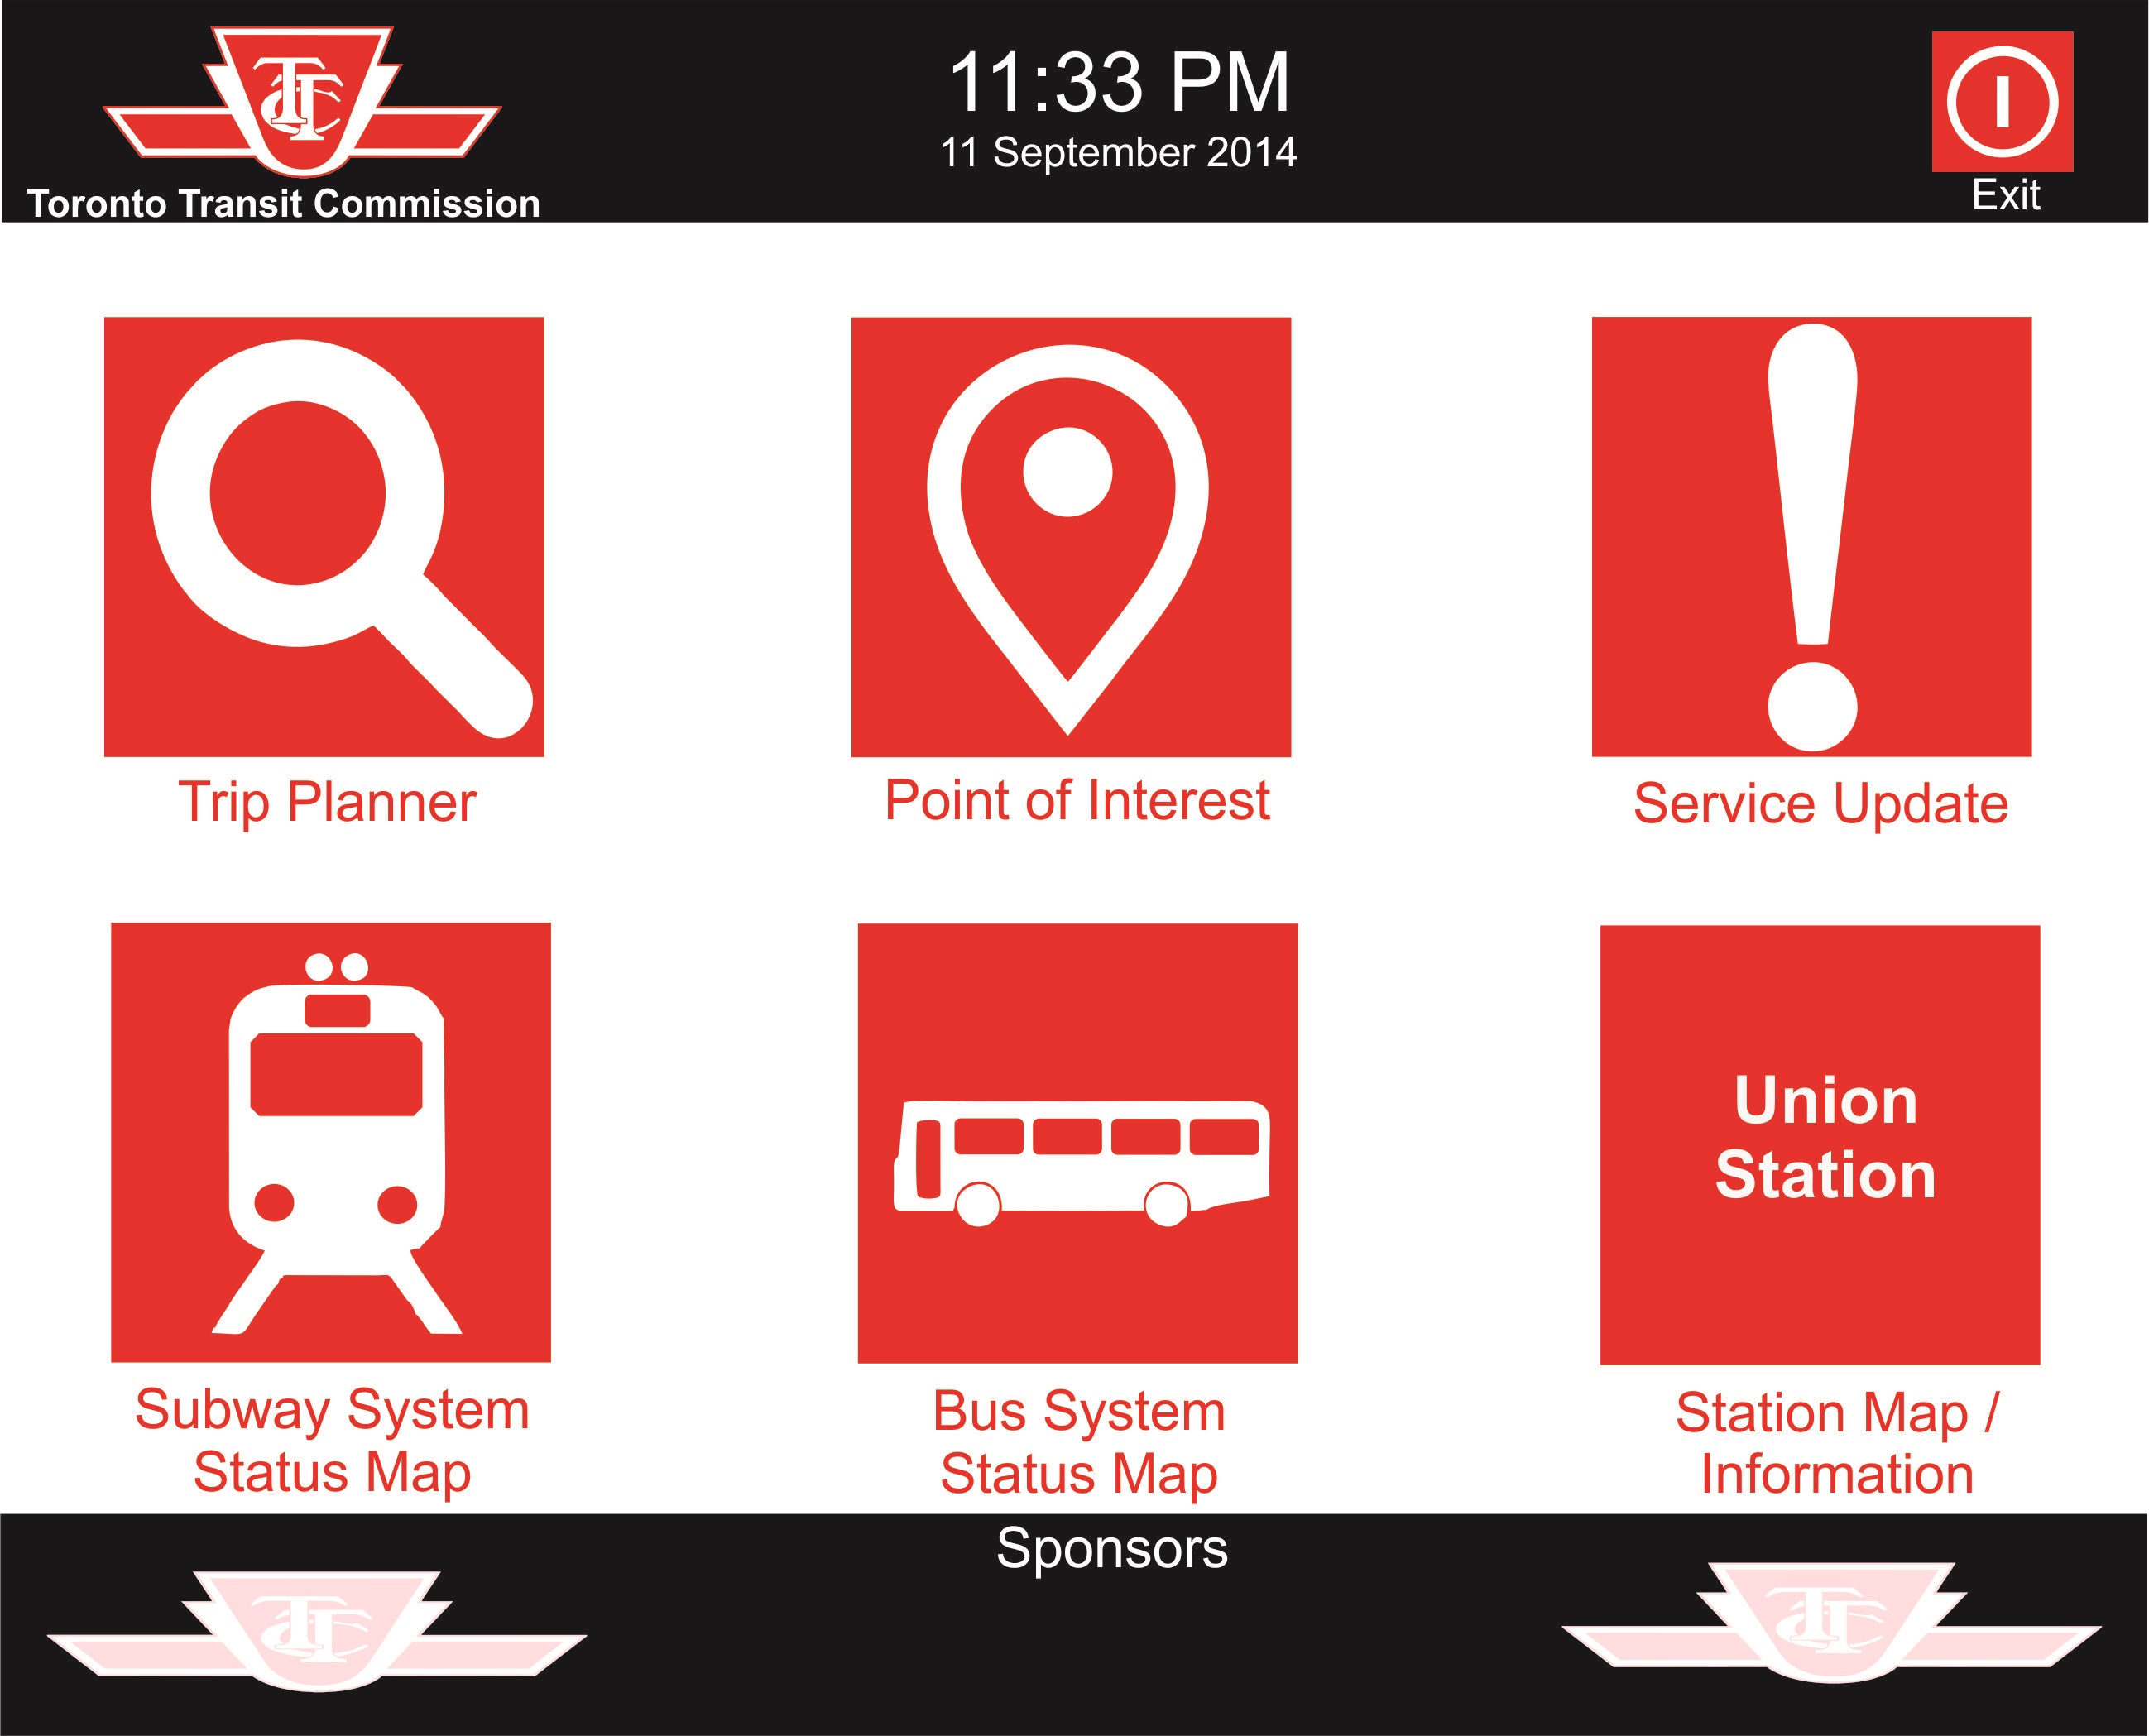 TTC
Toronto Transit Commission
11:33 PM
11 September 2014
Exit
Trip Planner
Point of Interest
Service Update
Union
Station
Subway System
Status Map
Bus System
Status Map
Station Map /
Information
Sponsors
TTC
TTC